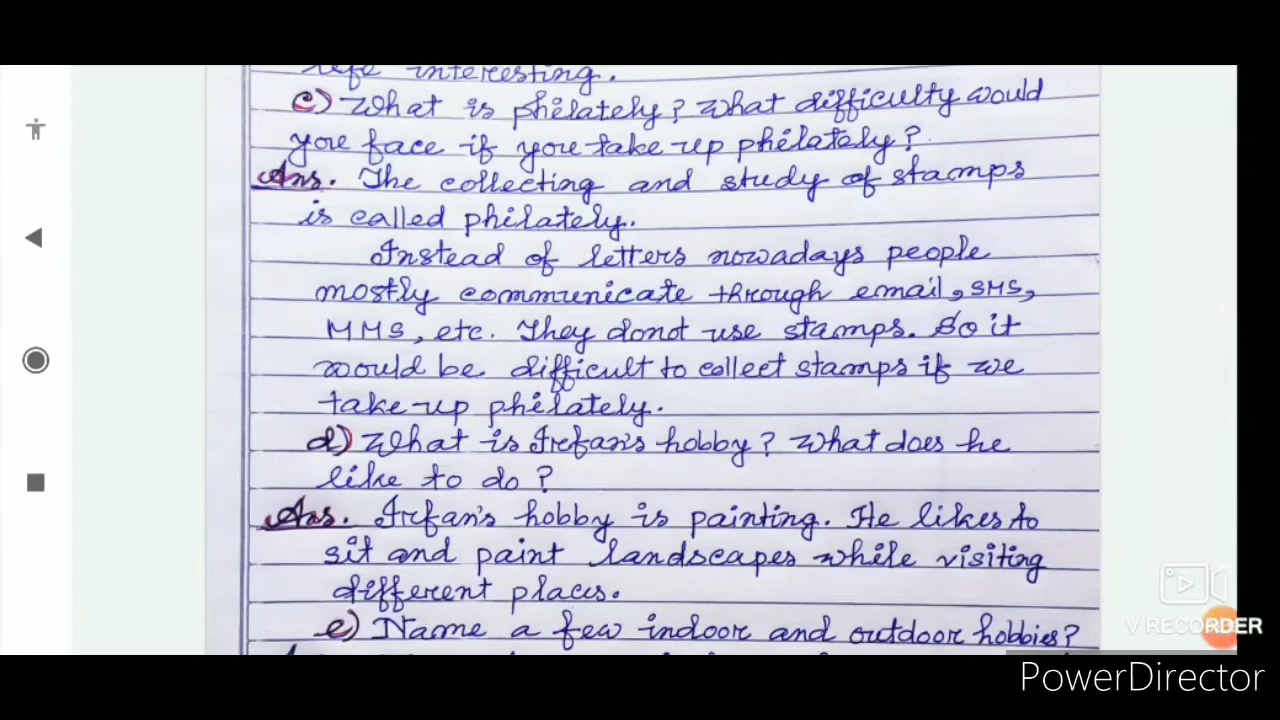 life interesting.
c) What is philately? What difficulty would
you face if you take up philately?
Ans. The collecting and study of stamps
is called philately.
Instead of letters nowadays people
mostly communicate through email, SMS,
MMS, etc. They donot use stamps. So it
would be difficult to collect stamps if we
take up philately.
d) What is Irfan's hobby? What does he
like to do?
Ans. Irfan's hobby is painting. He likes to
sit and paint landscapes while visiting
different places.
e) Name a few indoor and outdoor hobbies?
V RECORDER
PowerDirector